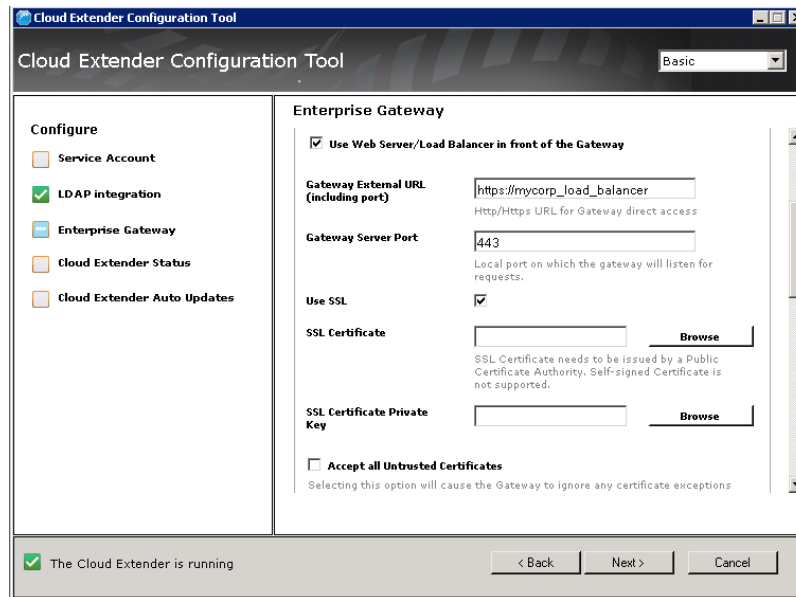 Cloud Extender Configuration Tool
Cloud Extender Configuration Tool
Basic
Configure
Service Account
LDAP integration
Enterprise Gateway
Cloud Extender Status
Cloud Extender Auto Updates
Enterprise Gateway
Use Web Server/Load Balancer in front of the Gateway
Gateway External URL
(including port)
https://mycorp_load_balancer
Http/Https URL for Gateway direct access
Gateway Server Port
443
Local port on which the gateway will listen for
requests.
Use SSL
SSL Certificate
Browse
SSL Certificate needs to be issued by a Public
Certificate Authority. Self-signed Certificate is
not supported.
SSL Certificate Private
Key
Browse
Accept all Untrusted Certificates
Selecting this option will cause the Gateway to ignore any certificate exceptions
The Cloud Extender is running
< Back
Next >
Cancel